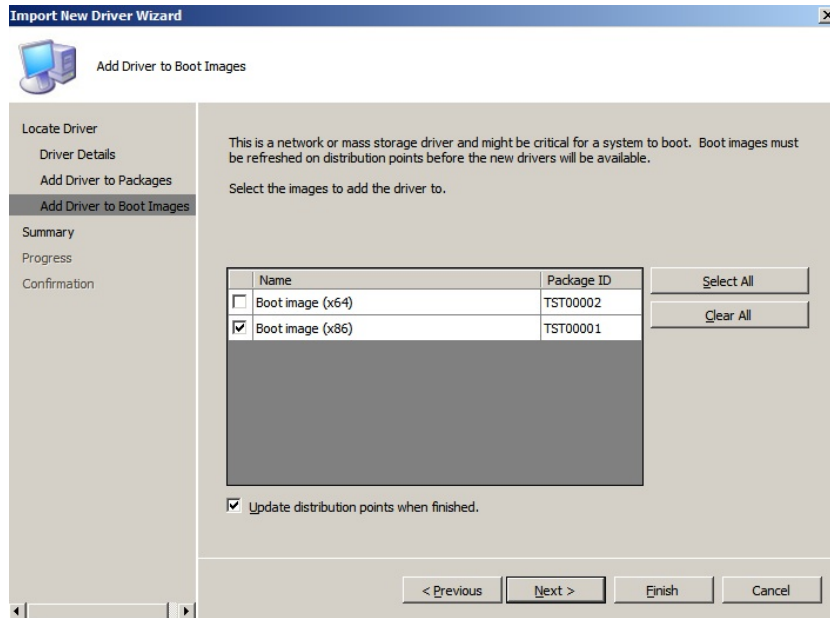 Import New Driver Wizard
Add Driver to Boot Images
Locate Driver
Driver Details
Add Driver to Packages
Add Driver to Boot Images
Summary
Progress
Confirmation
This is a network or mass storage driver and might be critical for a system to boot. Boot images must
be refreshed on distribution points before the new drivers will be available.
Select the images to add the driver to.
Name Package ID
Boot image (x64) TST00002
Boot image (x86) TST00001
Select All
Clear All
Update distribution points when finished.
< Previous Next > Finish Cancel